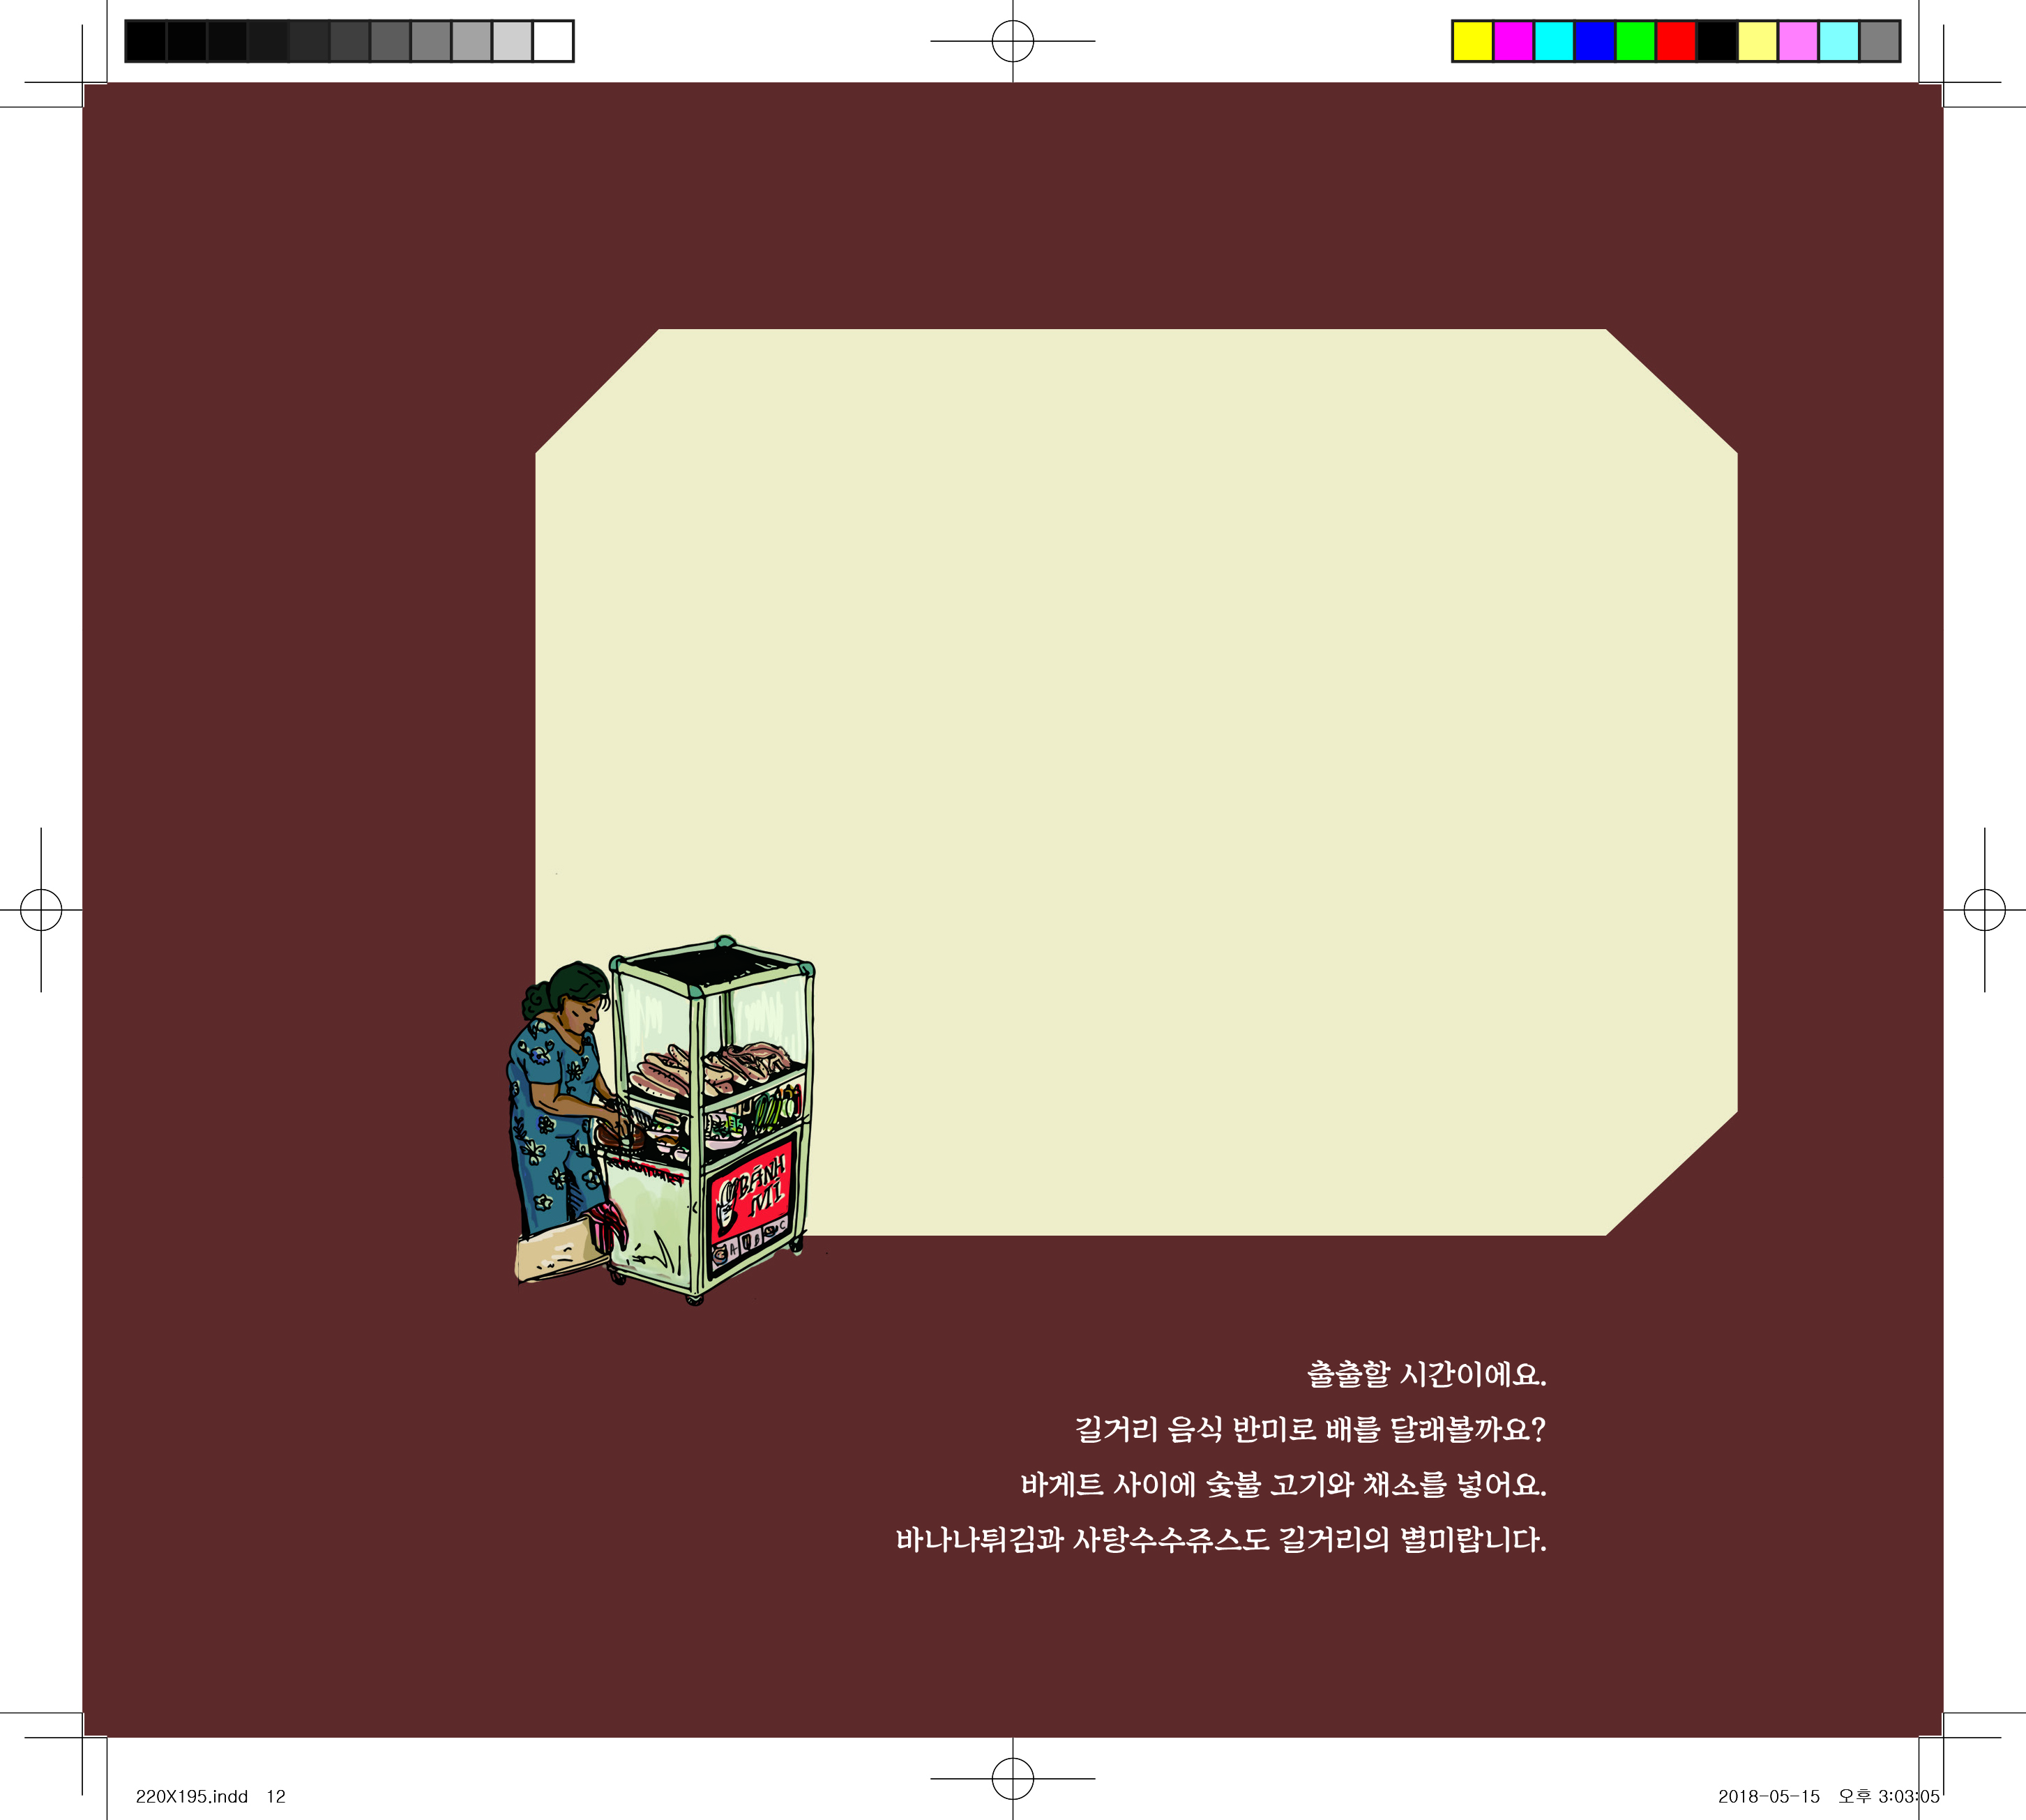 BÁNH
MÌ
A B C
출출할 시간이에요.
길거리 음식 반미로 배를 달래볼까요?
바게트 사이에 숯불 고기와 채소를 넣어요.
바나나튀김과 사탕수수쥬스도 길거리의 별미랍니다.
220X195.indd 12
2018-05-15 오후 3:03:05